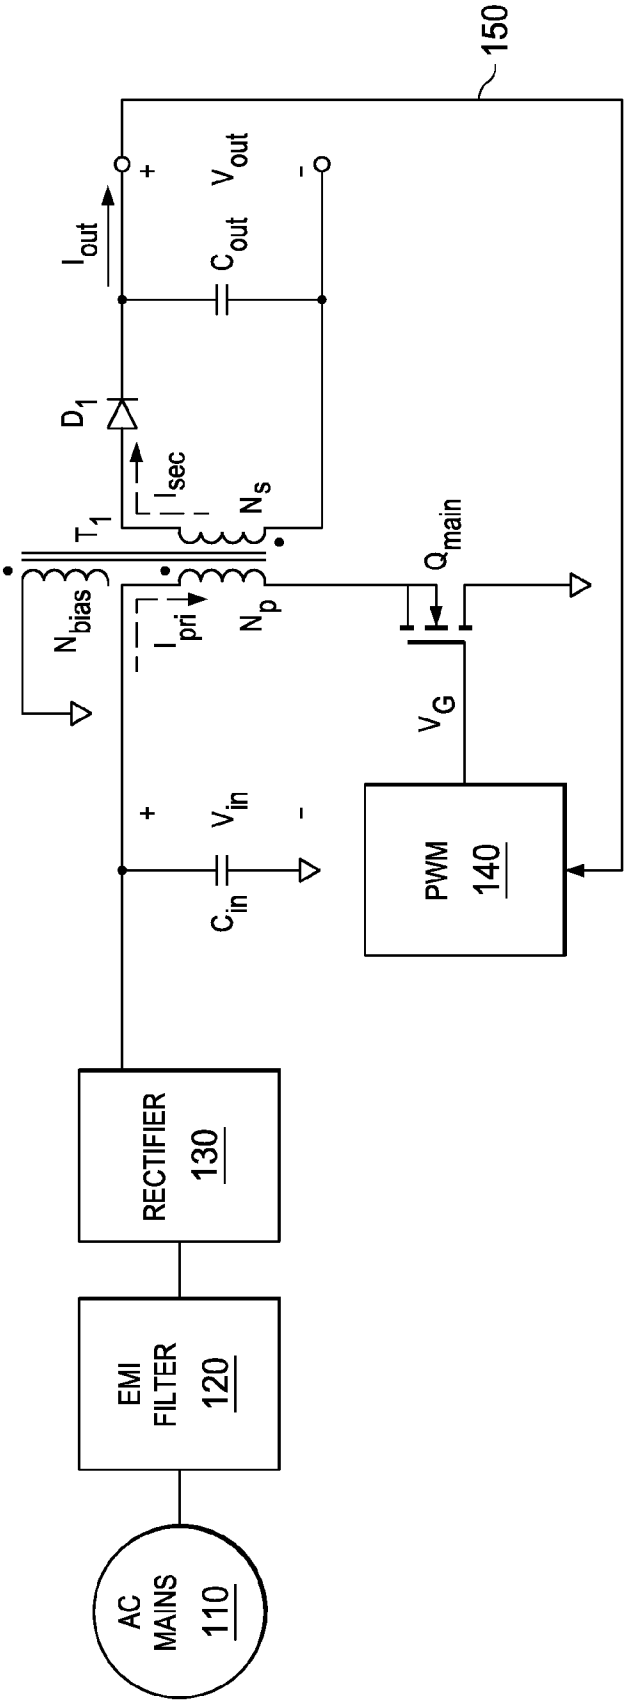 AC
MAINS
110
EMI
FILTER
120
RECTIFIER
130
Cin
+
Vin
-
PWM
140
VG
Nbias
T1
Ipri
Np
Isec
Ns
Qmain
D1
Iout
Cout
+
Vout
-
150